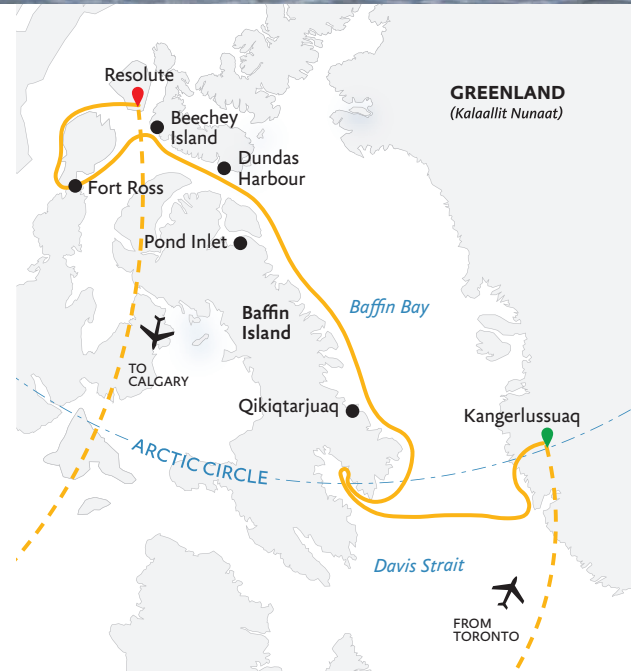 Resolute
GREENLAND
(Kalaallit Nunaat)
Beechey
Island
Dundas
Harbour
Fort Ross
Pond Inlet
Baffin Bay
Baffin
Island
TO
CALGARY
Qikiqtarjuaq
Kangerlussuaq
ARCTIC CIRCLE
Davis Strait
FROM
TORONTO